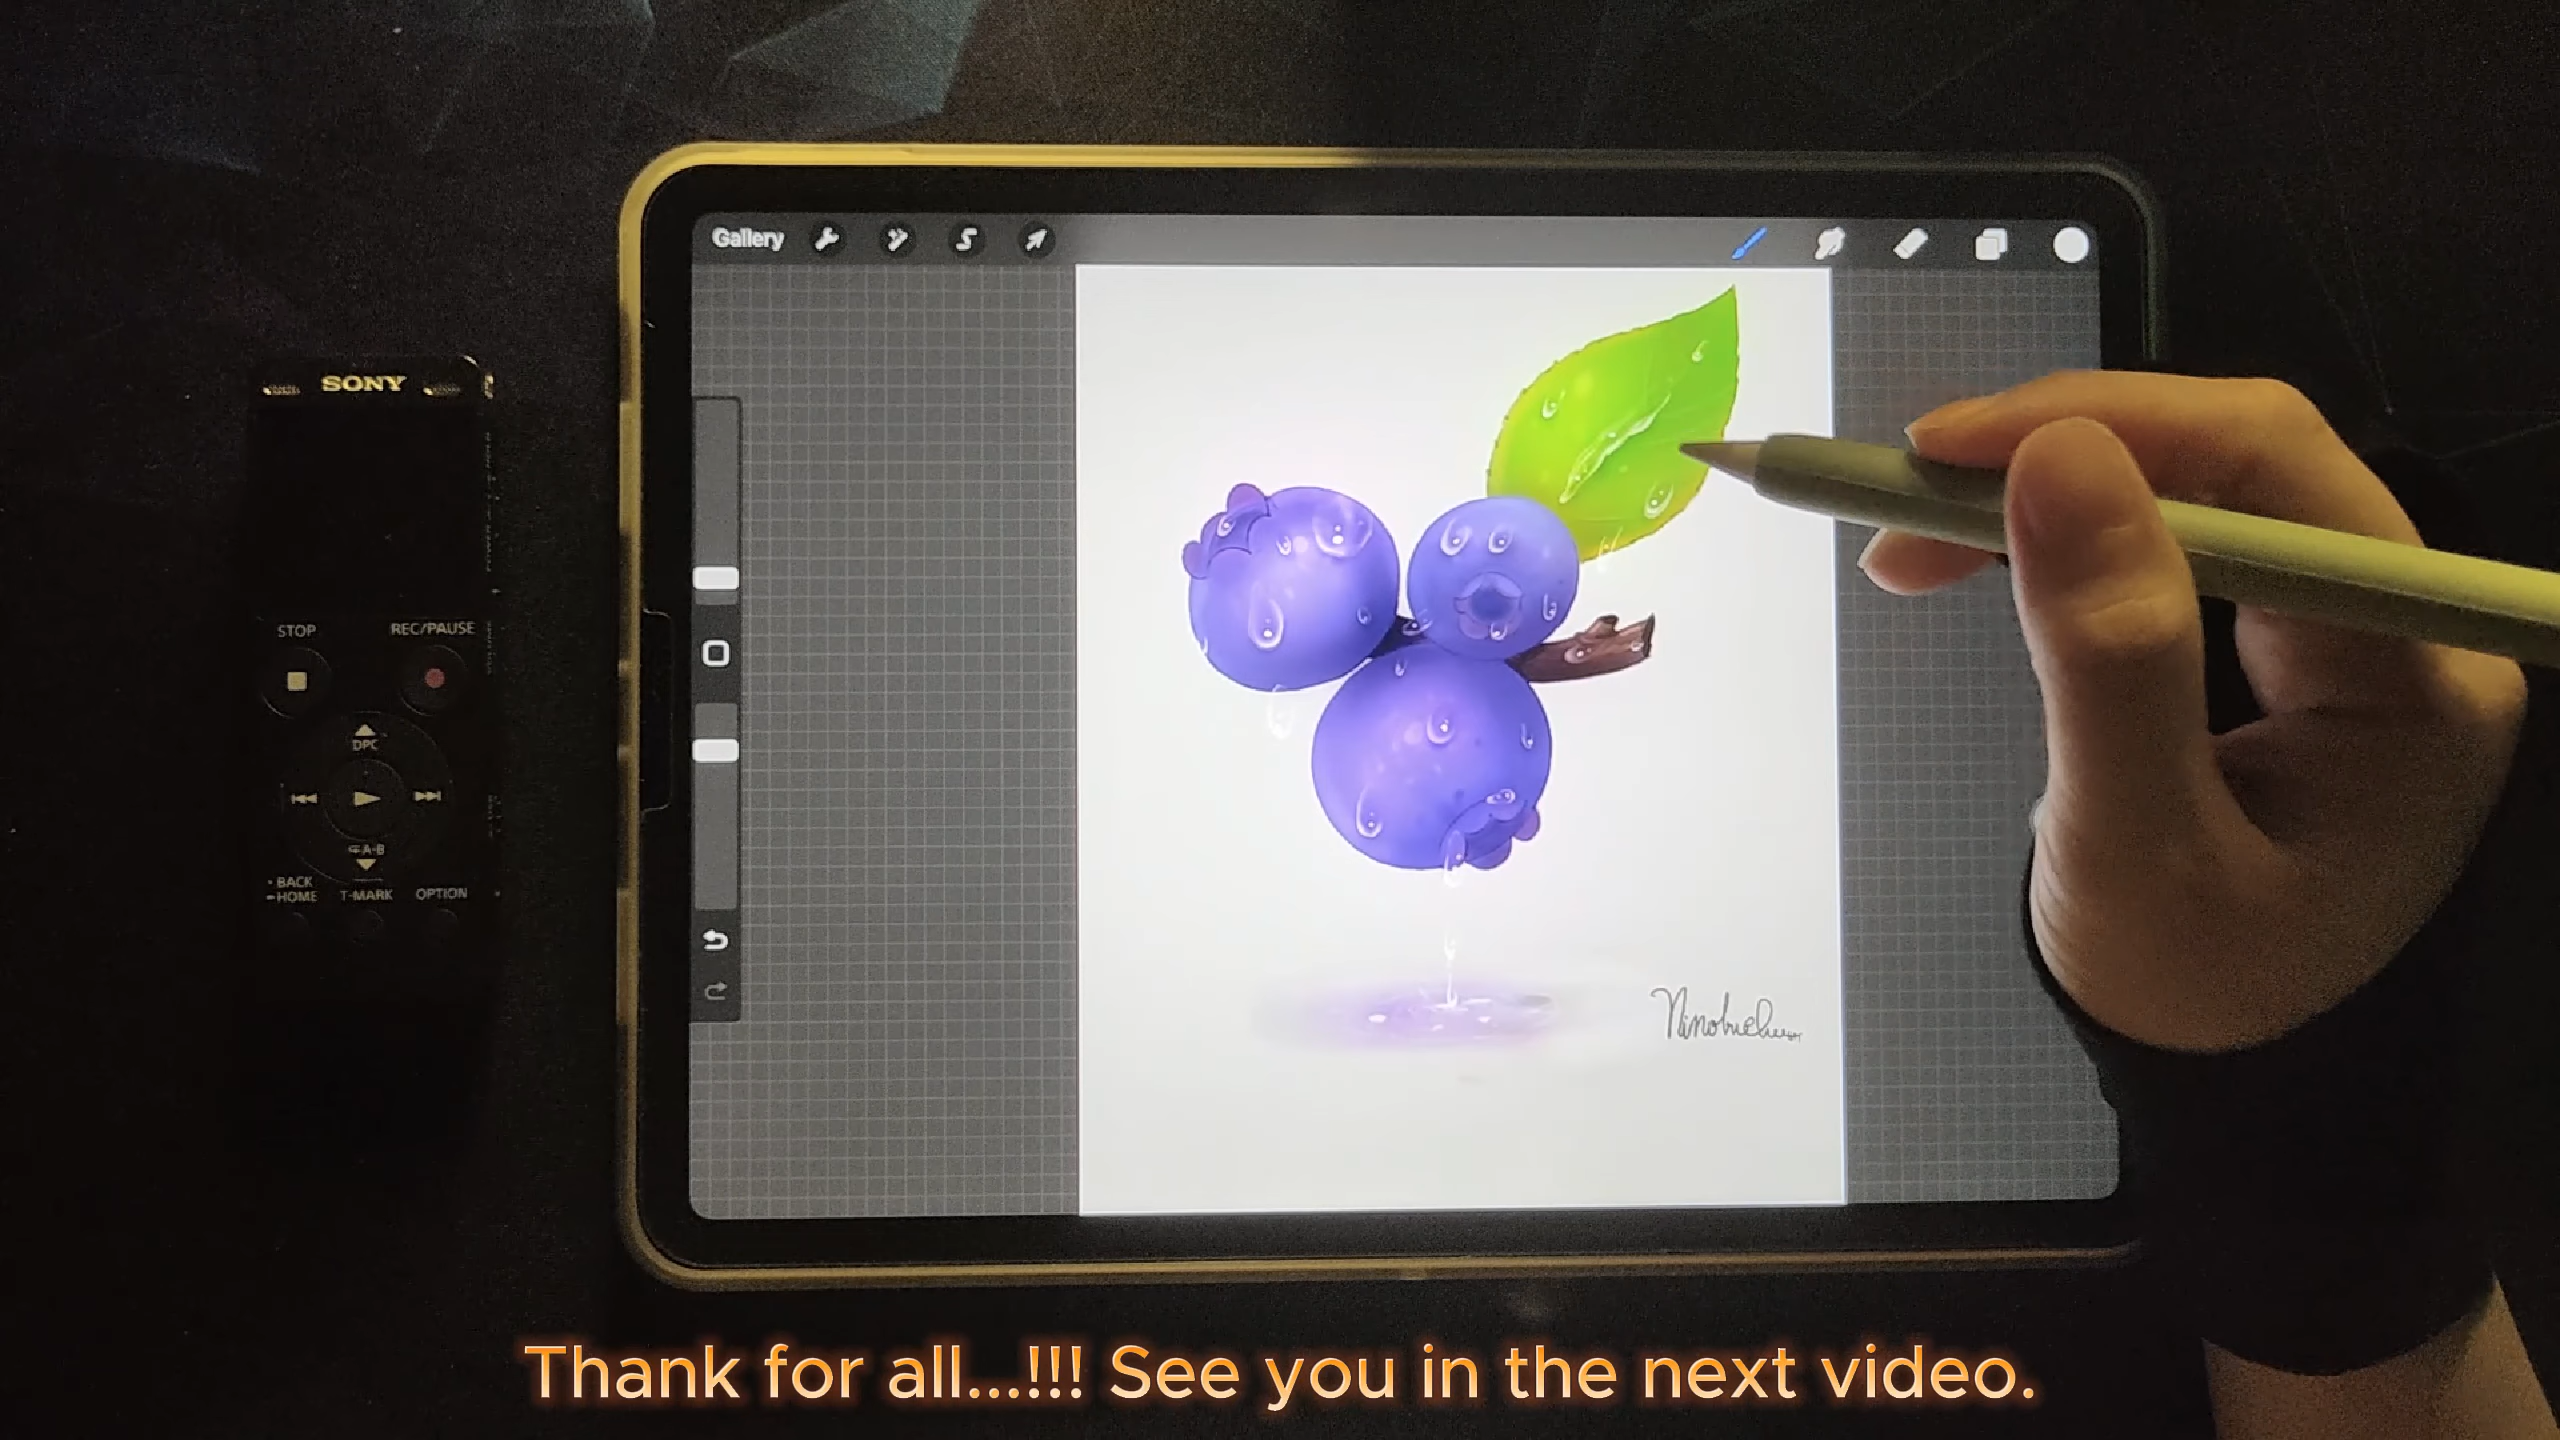 SONY
Gallery
STOP
REC/PAUSE
DPC
A-B
BACK
HOME
T-MARK
OPTION
Thank for all...!!! See you in the next video.